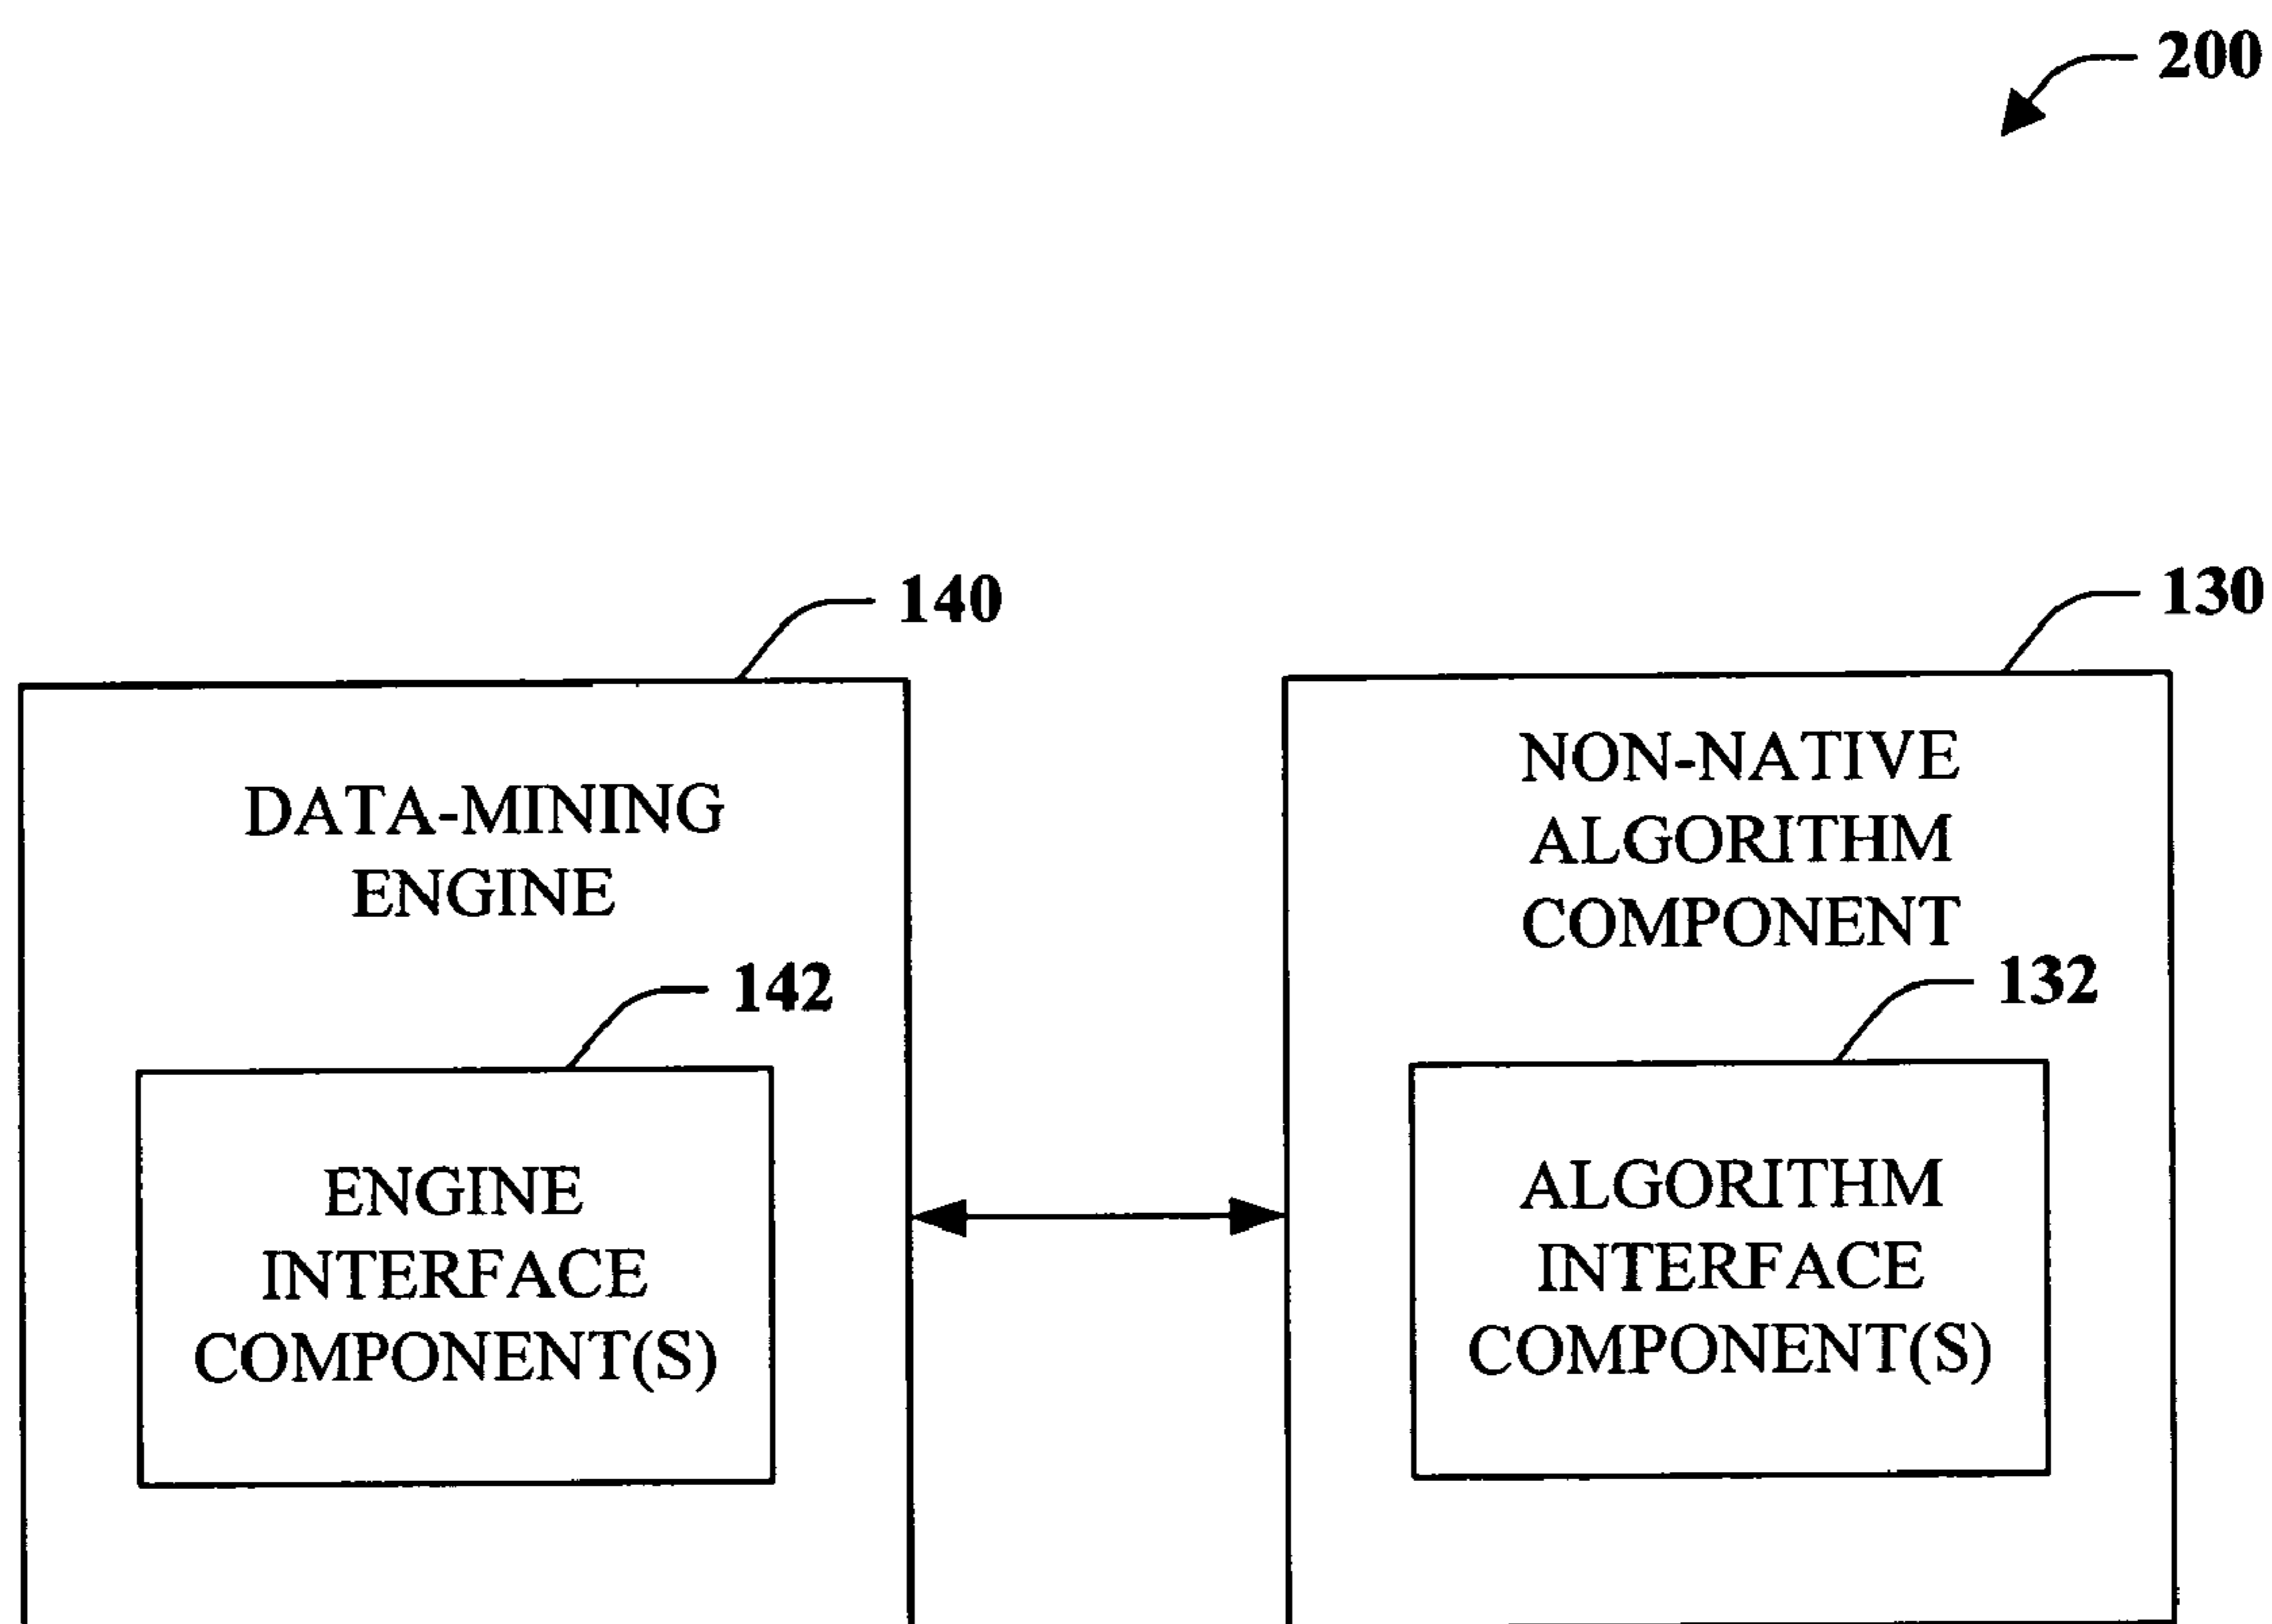 200
140
130
DATA-MINING
ENGINE
NON-NATIVE
ALGORITHM
COMPONENT
142
132
ENGINE
INTERFACE
COMPONENT(S)
ALGORITHM
INTERFACE
COMPONENT(S)